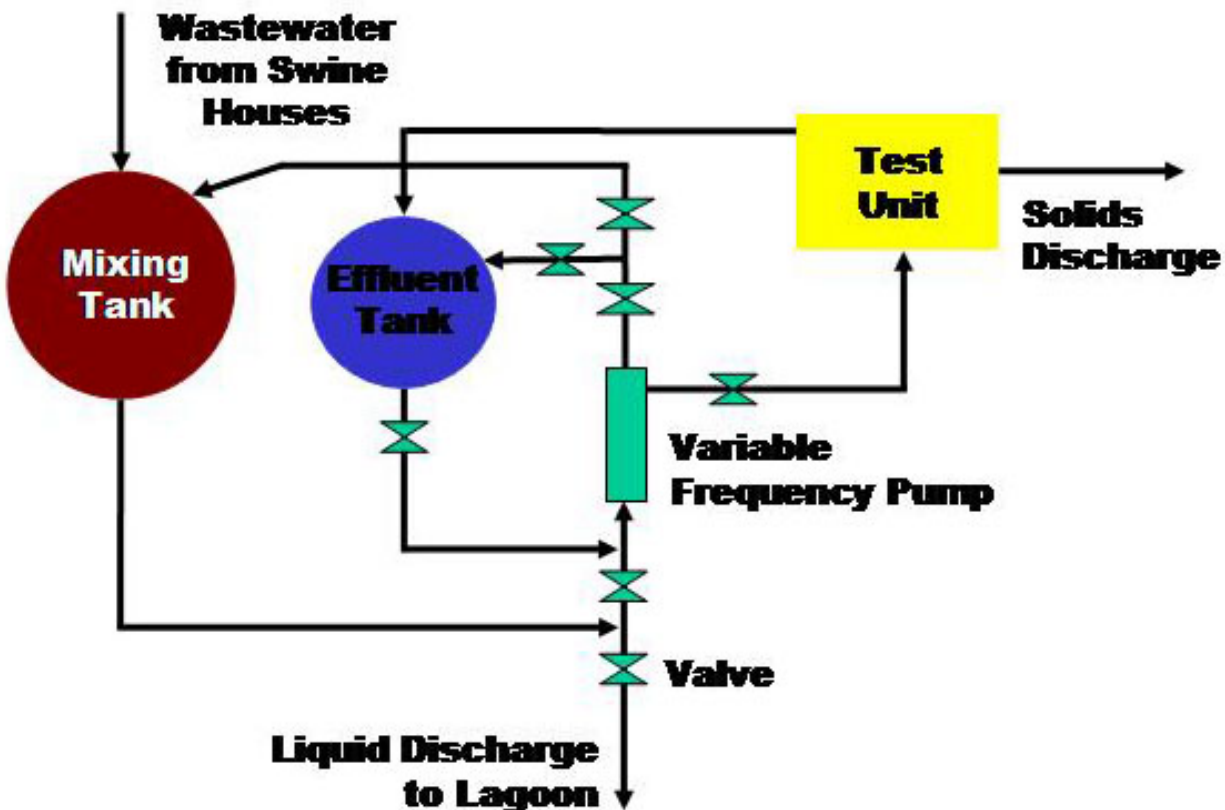 Wastewater
from Swine
Houses
Test
Unit
Solids
Discharge
Mixing
Tank
Effluent
Tank
Variable
Frequency Pump
Valve
Liquid Discharge
to Lagoon